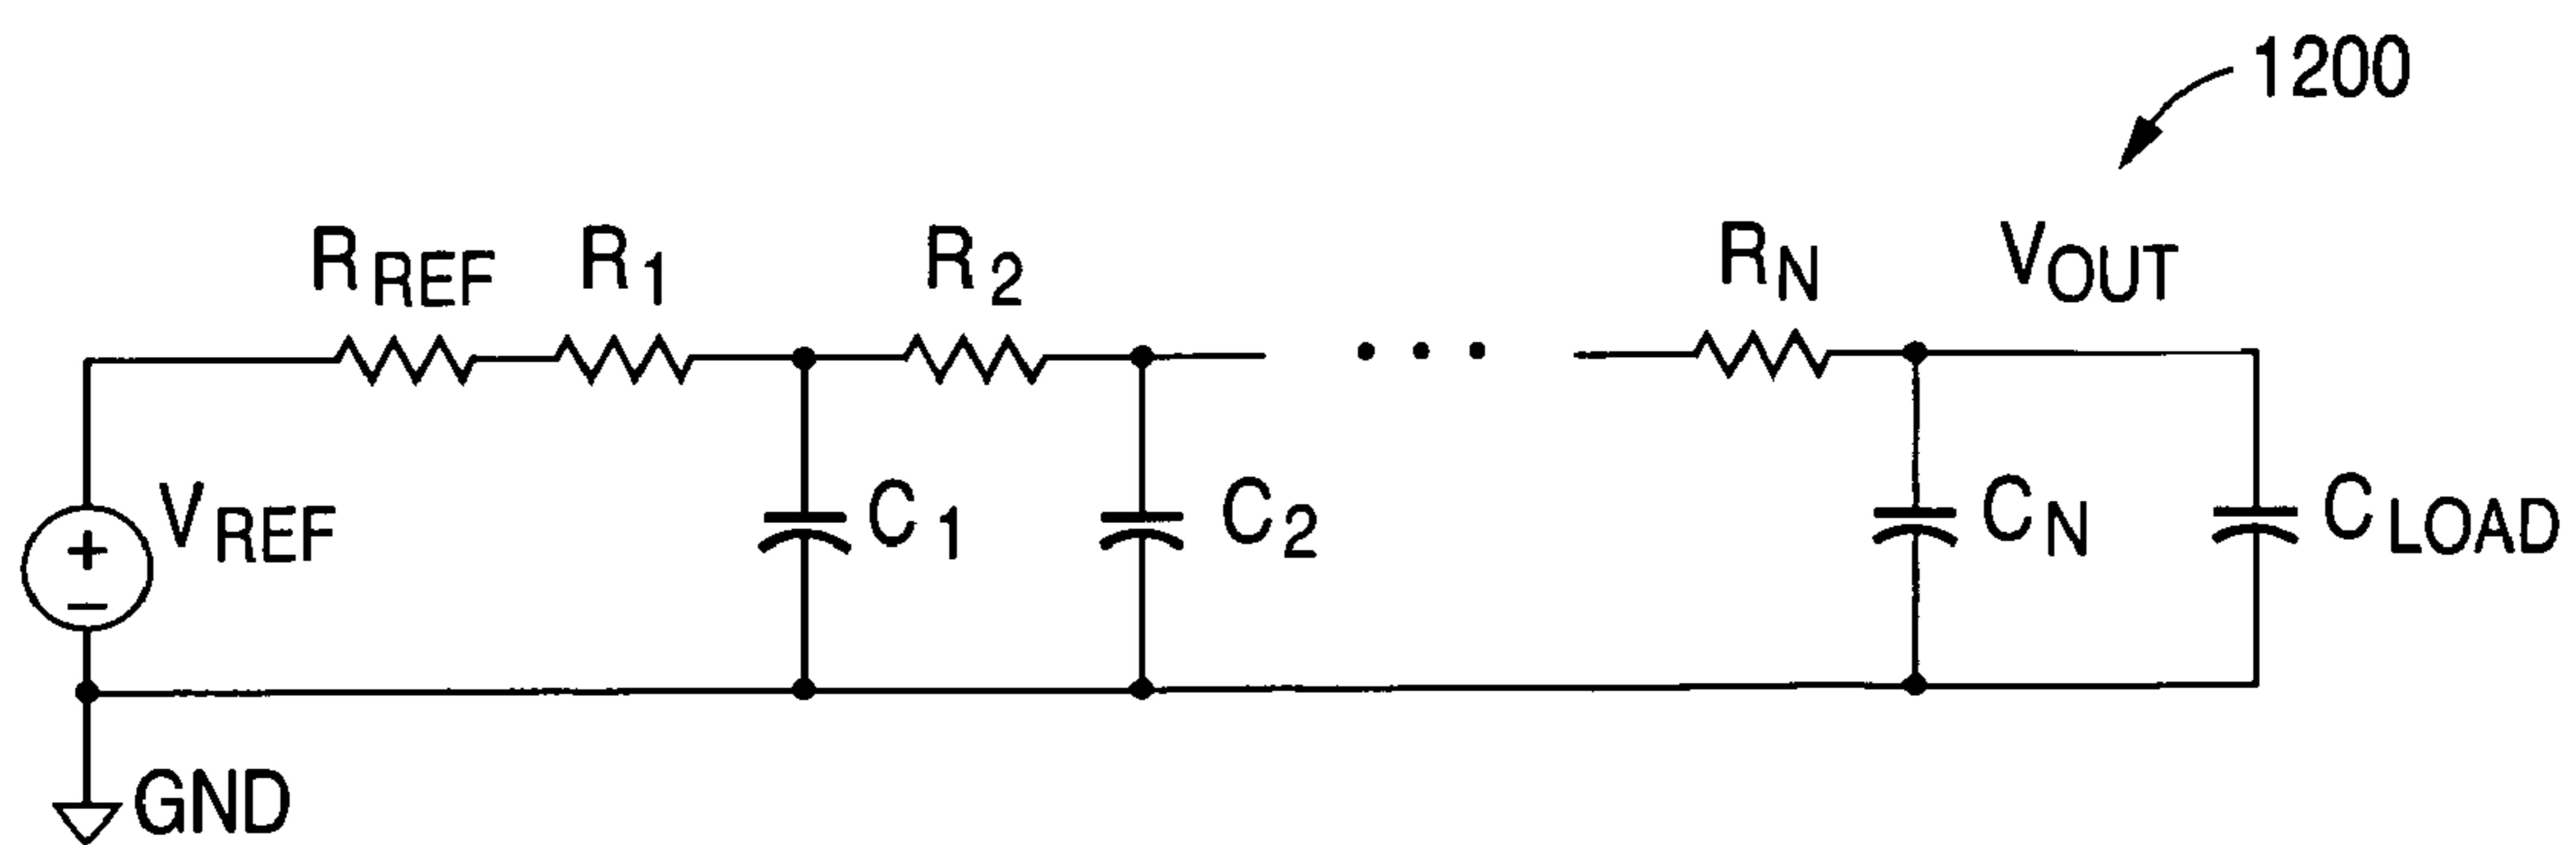 1200
R REF R 1 R 2 R N V OUT
V REF C 1 C 2 C N C LOAD
GND